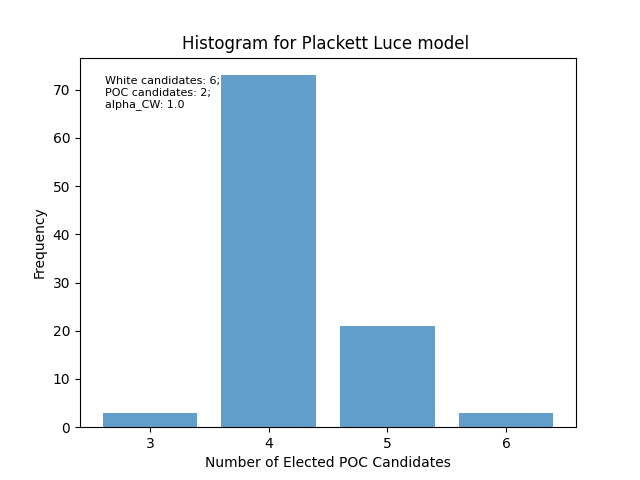 Histogram for Plackett Luce model
White candidates: 6;
POC candidates: 2;
alpha_CW: 1.0
70
60
50
40
30
20
10
0
Frequency
3 4 5 6
Number of Elected POC Candidates